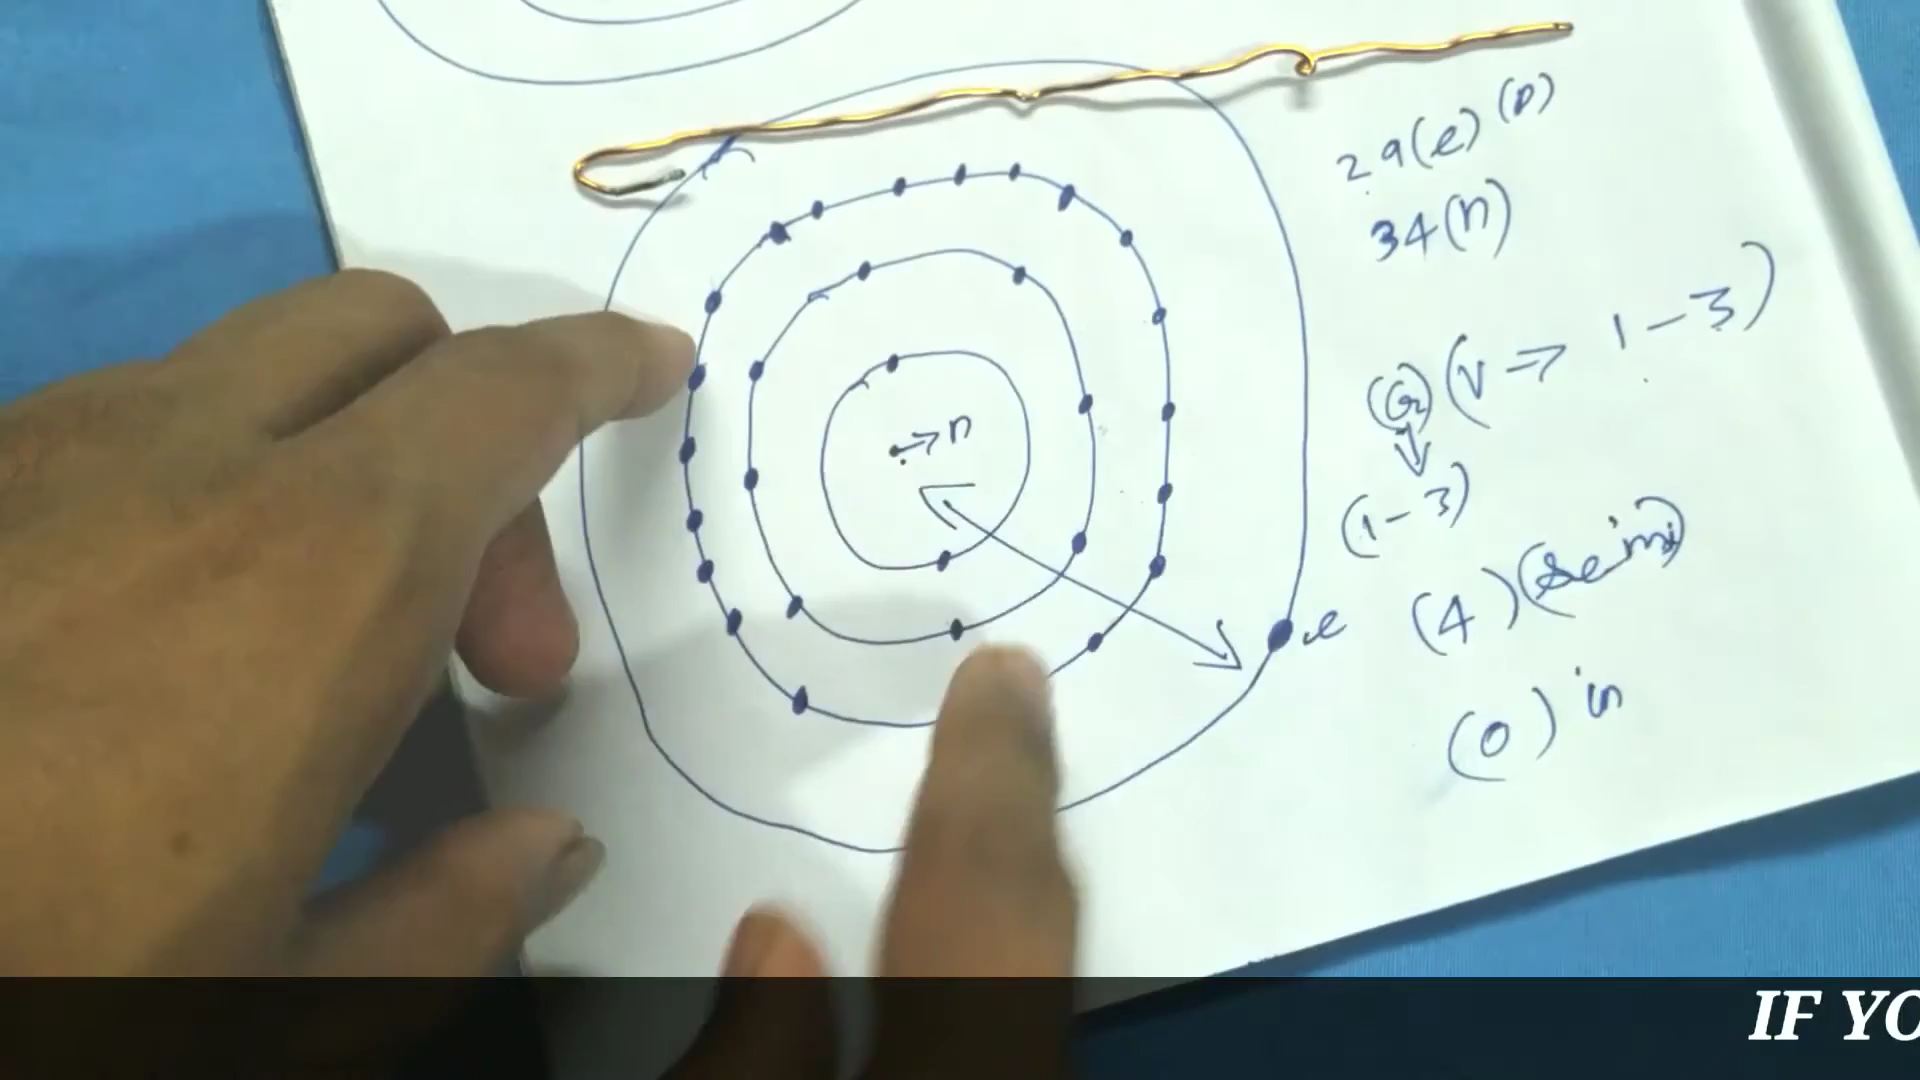 29(e)(p)
34(n)
(G)(V⇒ 1-3)
(1-3)
→n
e
(4)(semi)
(0) in
IF YO